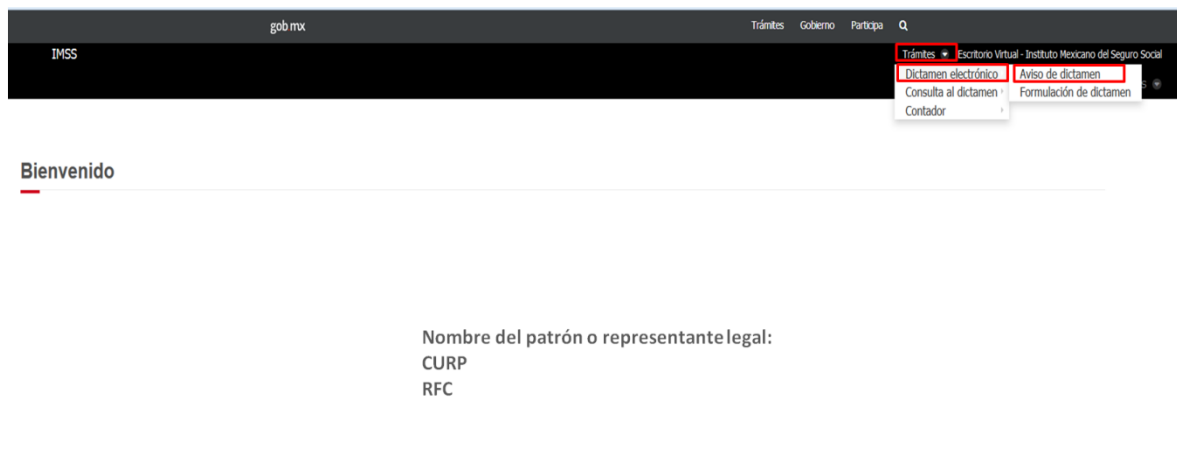 gob mx Trámites Gobierno Participa
IMSS Trámites Escritorio Virtual - Instituto Mexicano del Seguro Social
Dictamen electrónico Aviso de dictamen
Consulta al dictamen Formulación de dictamen
Contador
Bienvenido
Nombre del patrón o representante legal:
CURP
RFC